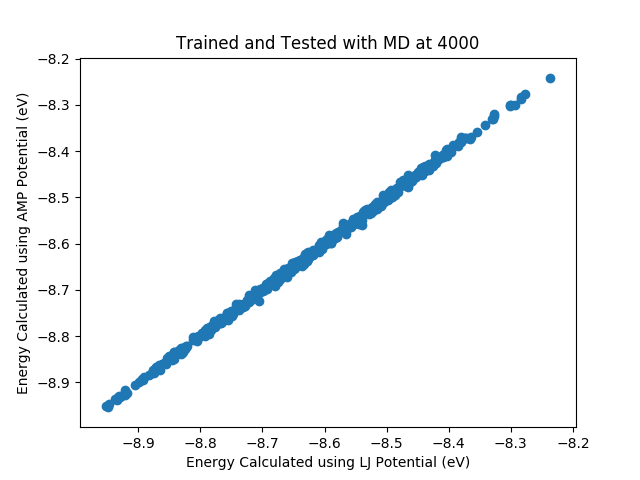 Trained and Tested with MD at 4000
Energy Calculated using AMP Potential (eV)
−8.2
−8.3
−8.4
−8.5
−8.6
−8.7
−8.8
−8.9
−8.9 −8.8 −8.7 −8.6 −8.5 −8.4 −8.3 −8.2
Energy Calculated using LJ Potential (eV)